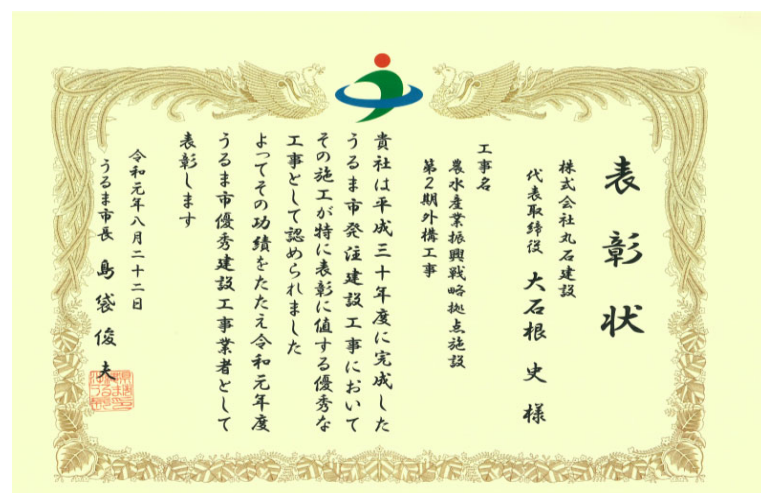 表彰状
株式会社丸石建設
代表取締役 大石根 史 様
工事名
農水産業振興戦略拠点施設
第2期外構工事
貴社は平成三十年度に完成した
うるま市発注建設工事において
その施工が特に表彰に値する優秀な
工事として認められました
よってその功績をたたえ令和元年度
うるま市優秀建設工事業者として
表彰します
令和元年八月二十二日
うるま市長 島袋俊夫